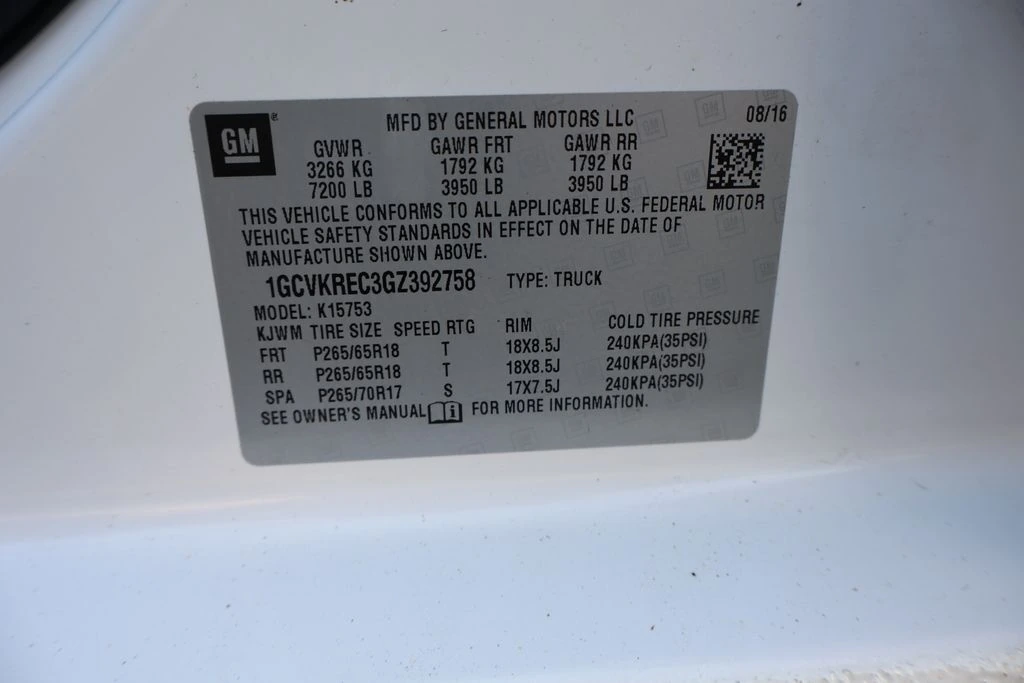 GM
MFD BY GENERAL MOTORS LLC 08/16
GVWR GAWR FRT GAWR RR
3266 KG 1792 KG 1792 KG
7200 LB 3950 LB 3950 LB
THIS VEHICLE CONFORMS TO ALL APPLICABLE U.S. FEDERAL MOTOR
VEHICLE SAFETY STANDARDS IN EFFECT ON THE DATE OF
MANUFACTURE SHOWN ABOVE.
1GCVKREC3GZ392758 TYPE: TRUCK
MODEL: K15753
KJWM TIRE SIZE SPEED RTG RIM COLD TIRE PRESSURE
FRT P265/65R18 T 18X8.5J 240KPA(35PSI)
RR P265/65R18 T 18X8.5J 240KPA(35PSI)
SPA P265/70R17 S 17X7.5J 240KPA(35PSI)
SEE OWNER'S MANUAL FOR MORE INFORMATION.